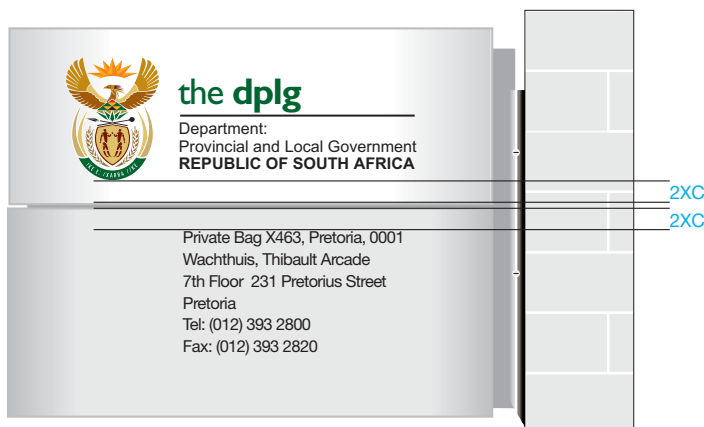 the dplg
Department:
Provincial and Local Government
REPUBLIC OF SOUTH AFRICA
2XC
2XC
Private Bag X463, Pretoria, 0001
Wachthuis, Thibault Arcade
7th Floor 231 Pretorius Street
Pretoria
Tel: (012) 393 2800
Fax: (012) 393 2820